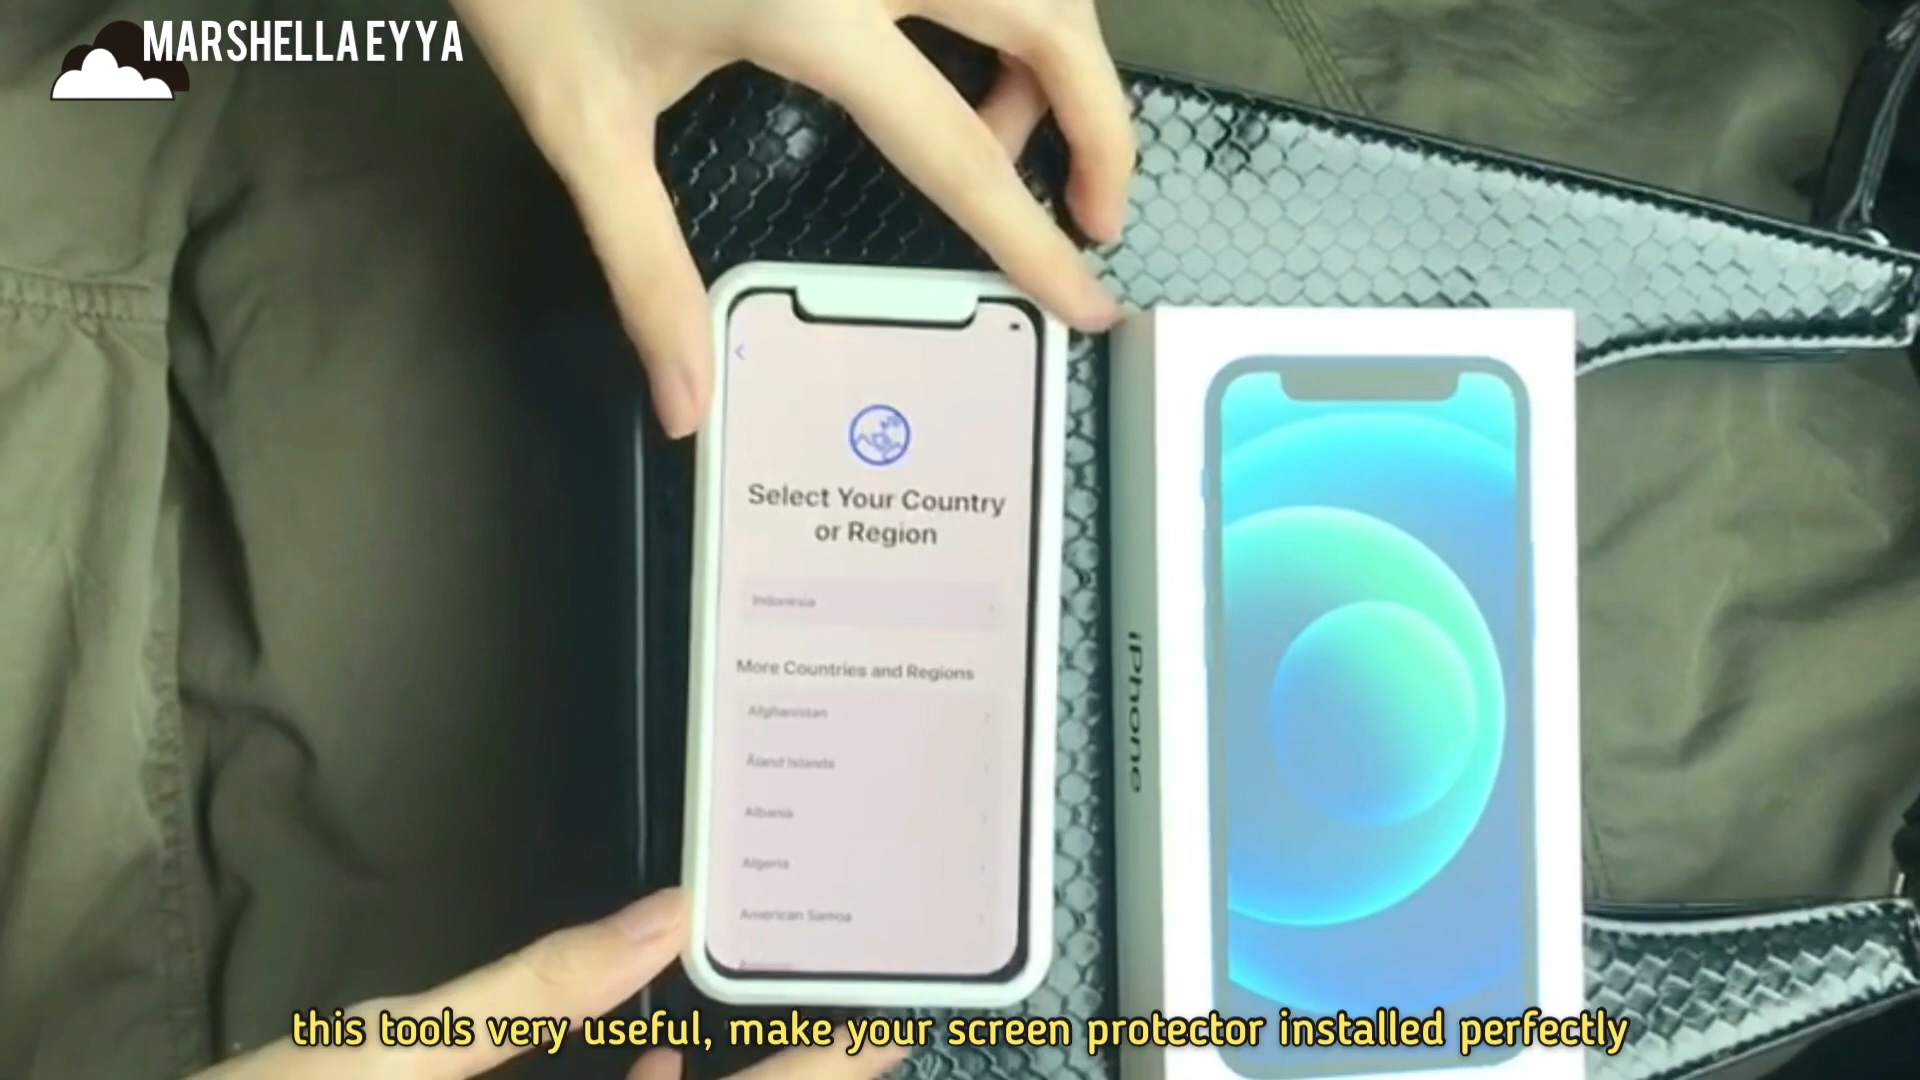 MARSHELLA EYYA
Select Your Country
or Region
Indonesia
More Countries and Regions
Afghanistan
Åland Islands
Albania
Algeria
American Samoa
iPhone
this tools very useful, make your screen protector installed perfectly